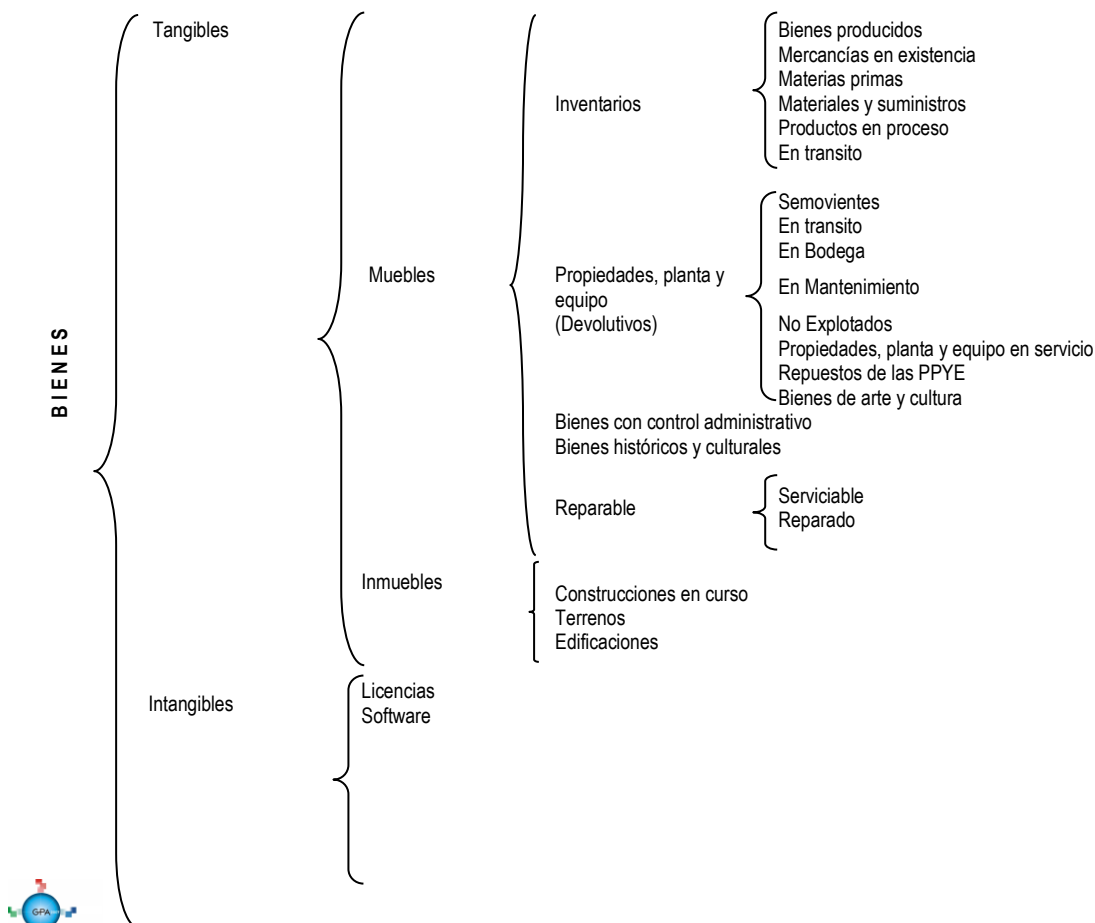 BIENES
Tangibles
Muebles
Inventarios
Bienes producidos
Mercancías en existencia
Materias primas
Materiales y suministros
Productos en proceso
En transito
Propiedades, planta y
equipo
(Devolutivos)
Semovientes
En transito
En Bodega
En Mantenimiento
No Explotados
Propiedades, planta y equipo en servicio
Repuestos de las PPYE
Bienes de arte y cultura
Bienes con control administrativo
Bienes históricos y culturales
Reparable
Serviciable
Reparado
Inmuebles
Construcciones en curso
Terrenos
Edificaciones
Intangibles
Licencias
Software
GPA